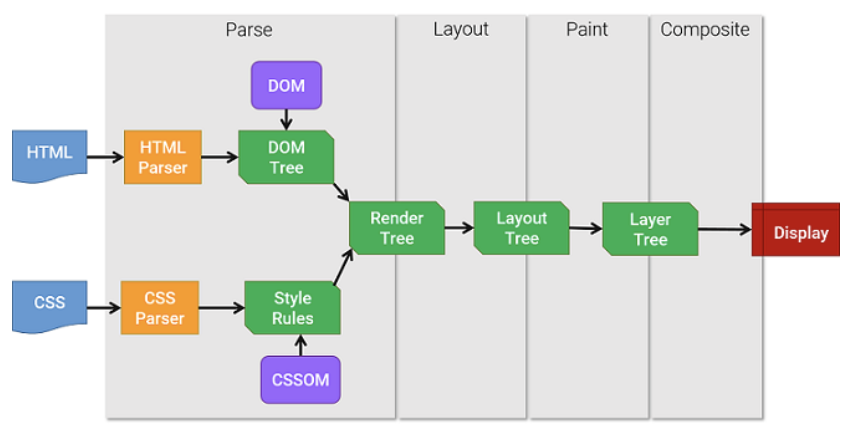 Parse
Layout
Paint
Composite
DOM
HTML
HTML
Parser
DOM
Tree
Render
Tree
Layout
Tree
Layer
Tree
Display
CSS
CSS
Parser
Style
Rules
CSSOM